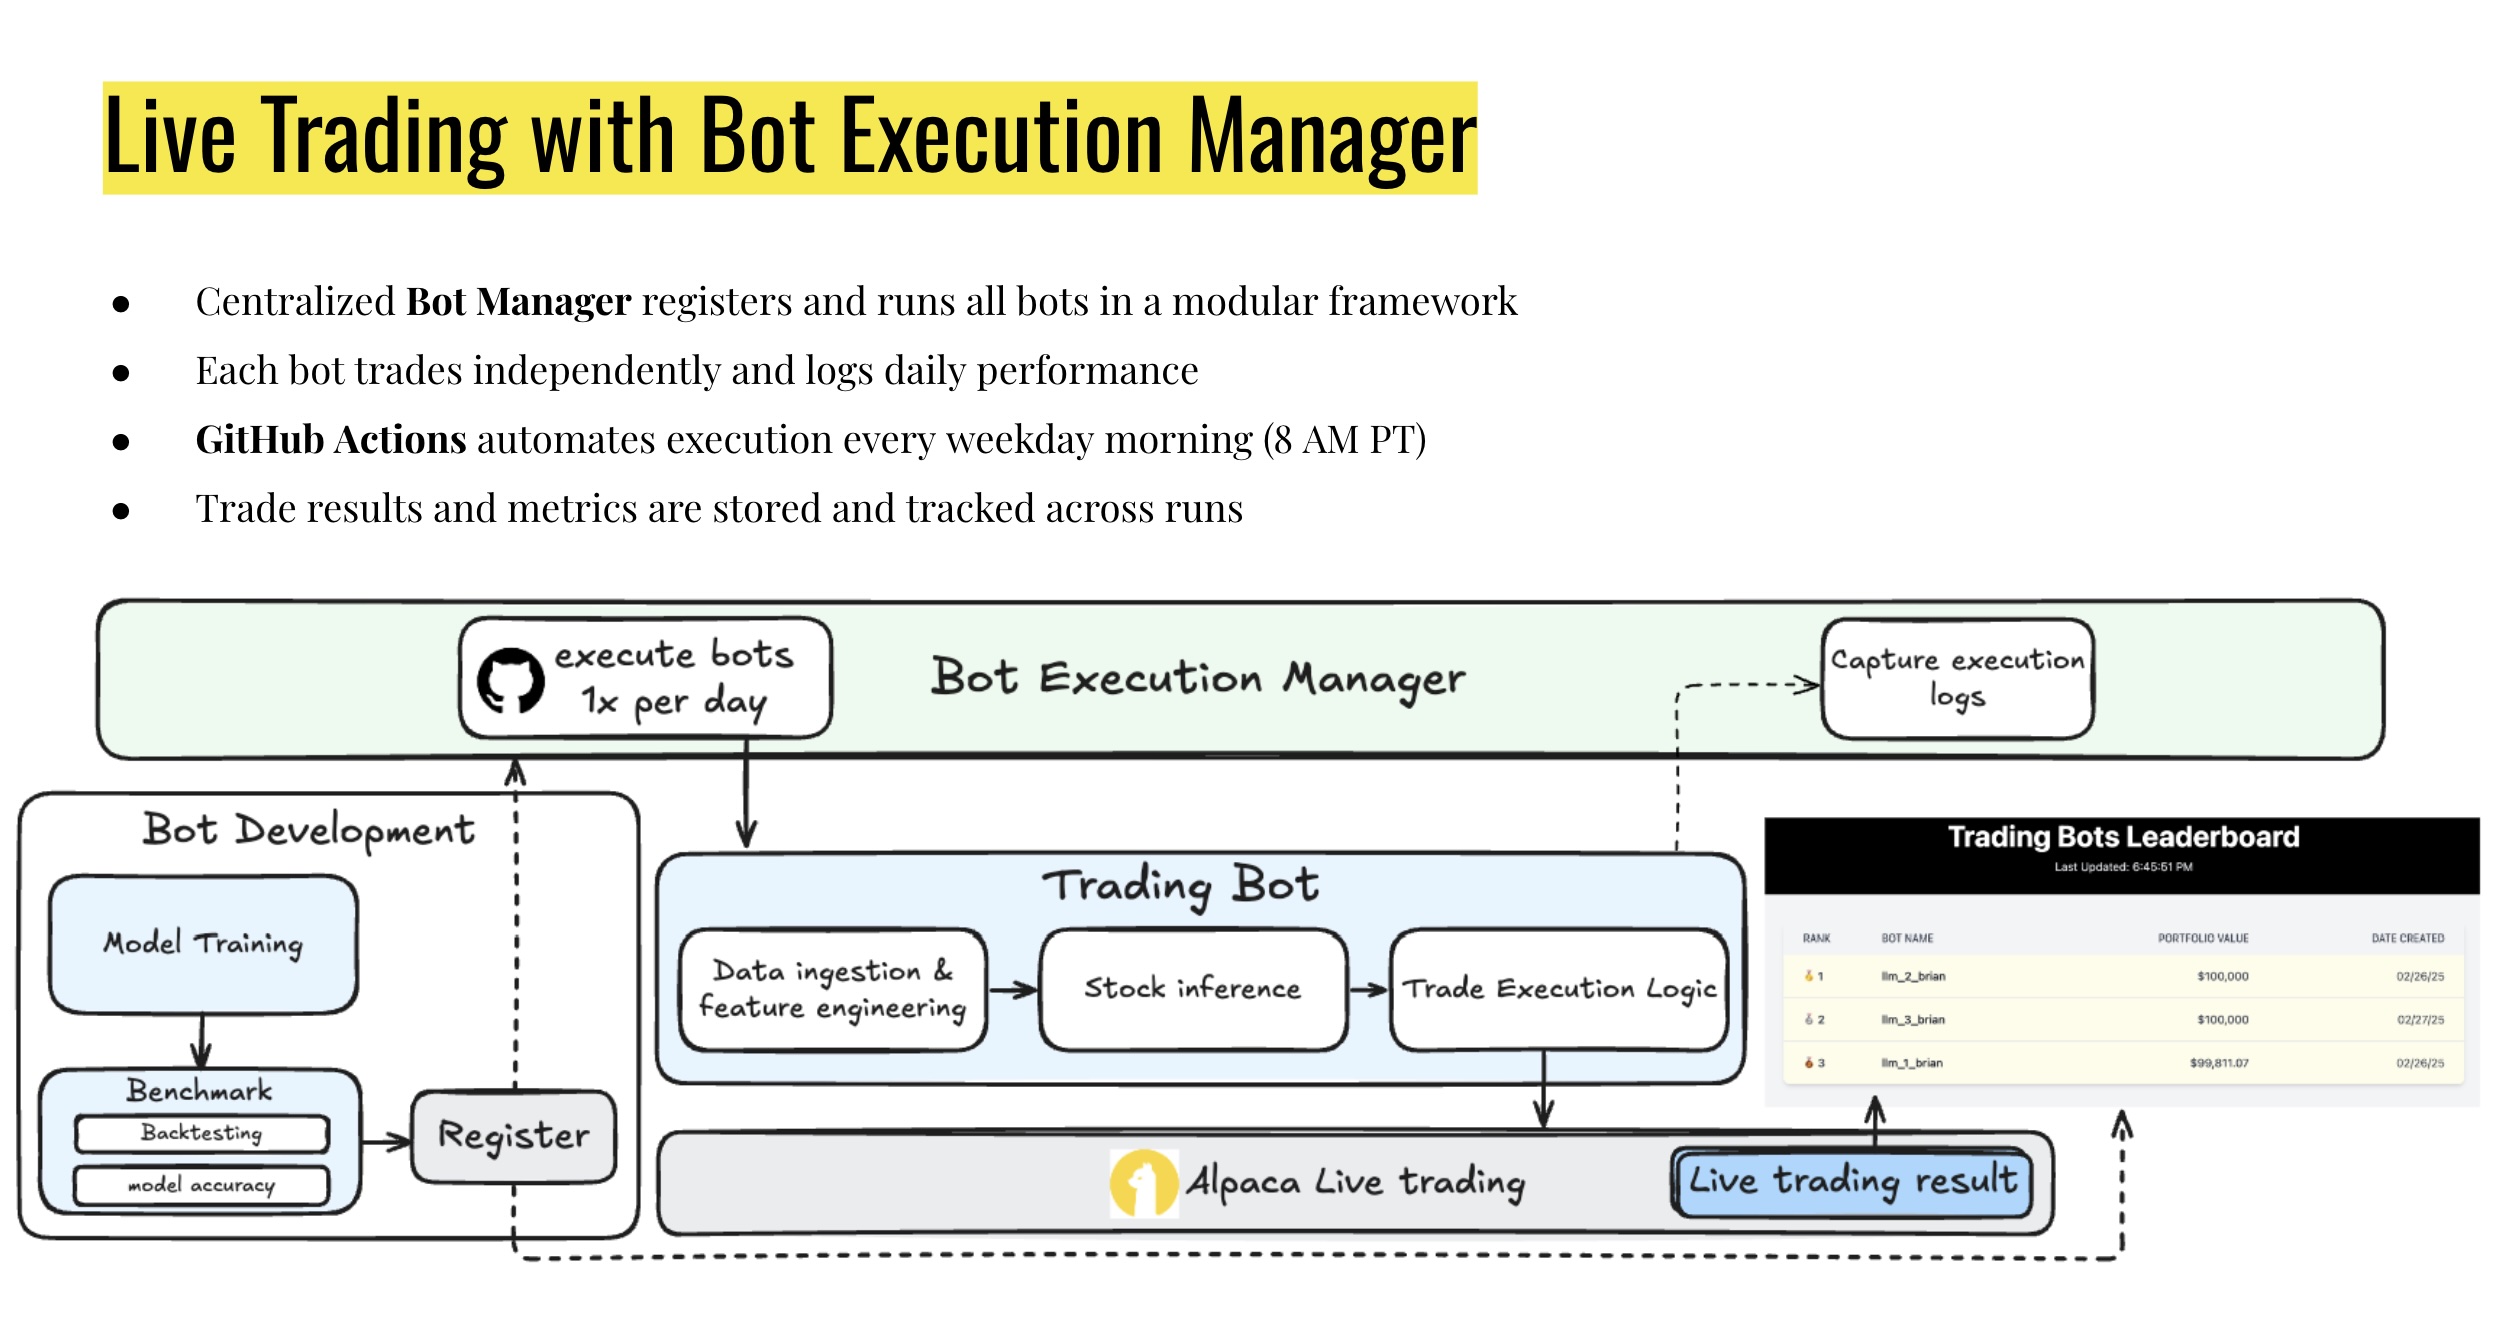 Live Trading with Bot Execution Manager
● Centralized Bot Manager registers and runs all bots in a modular framework
● Each bot trades independently and logs daily performance
● GitHub Actions automates execution every weekday morning (8 AM PT)
● Trade results and metrics are stored and tracked across runs
execute bots
1x per day
Bot Execution Manager
Capture execution
logs
Bot Development
Model Training
Benchmark
Backtesting
model accuracy
Register
Trading Bot
Data ingestion &
feature engineering
Stock inference
Trade Execution Logic
Alpaca Live trading
Live trading result
Trading Bots Leaderboard
Last Updated: 6:45:51 PM
RANK BOT NAME PORTFOLIO VALUE DATE CREATED
1 llm_2_brian $100,000 02/26/25
2 llm_3_brian $100,000 02/27/25
3 llm_1_brian $99,811.07 02/26/25